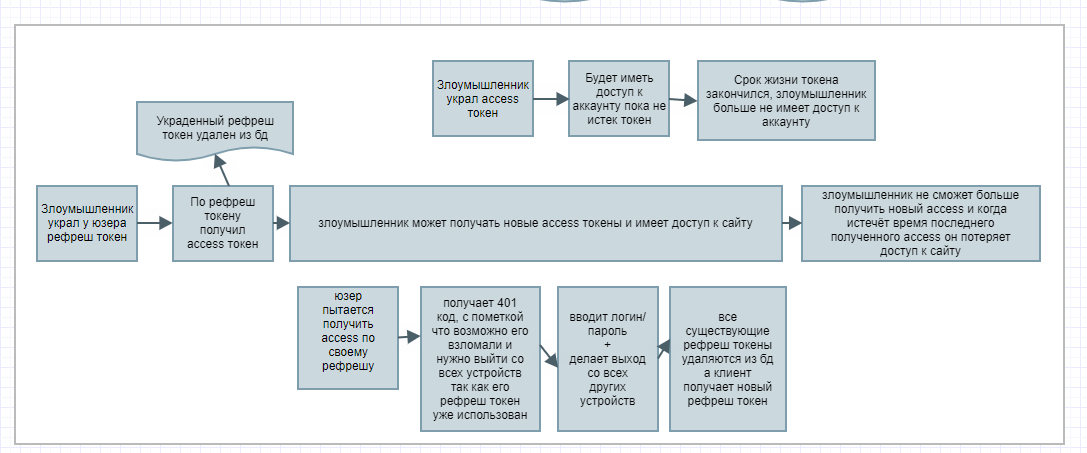 Злоумышленник
украл access
токен
Будет иметь
доступ к
аккаунту пока не
истек токен
Срок жизни токена
закончился, злоумышленник
больше не имеет доступ к
аккаунту
Украденный рефреш
токен удален из бд
Злоумышленник
украл у юзера
рефреш токен
По рефреш
токену
получил
access токен
злоумышленник может получать новые access токены и имеет доступ к сайту
злоумышленник не сможет больше
получить новый access и когда
истечёт время последнего
полученного access он потеряет
доступ к сайту
юзер
пытается
получить
access по
своему
рефрешу
получает 401
код, с пометкой
что возможно его
взломали и
нужно выйти со
всех устройств
так как его
рефреш токен
уже использован
вводит логин/
пароль
+
делает выход
со всех
других
устройств
все
существующие
рефреш токены
удаляются из бд
а клиент
получает новый
рефреш токен